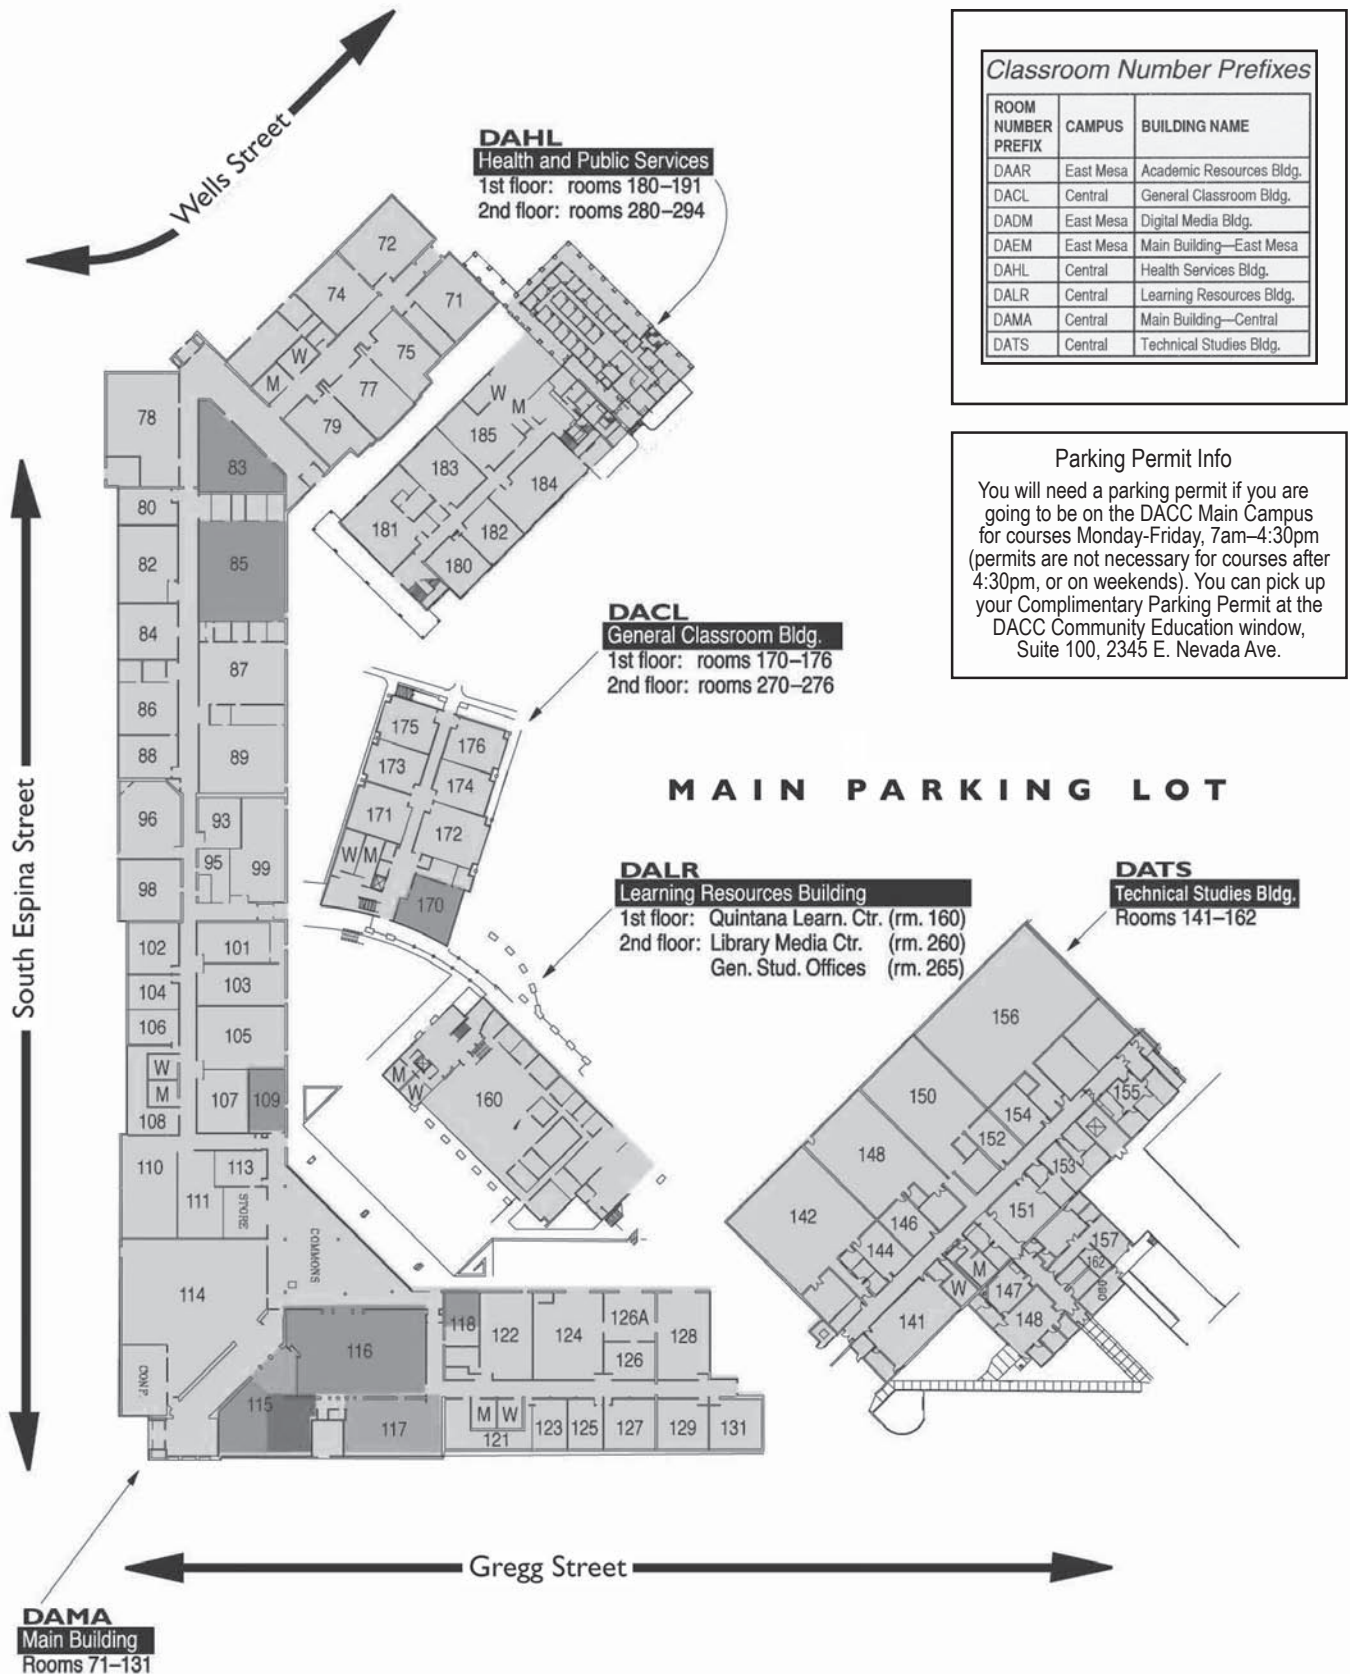 Wells Street
Classroom Number Prefixes
ROOM NUMBER PREFIX CAMPUS BUILDING NAME
DAAR East Mesa Academic Resources Bldg.
DACL Central General Classroom Bldg.
DADM East Mesa Digital Media Bldg.
DAEM East Mesa Main Building—East Mesa
DAHL Central Health Services Bldg.
DALR Central Learning Resources Bldg.
DAMA Central Main Building—Central
DATS Central Technical Studies Bldg.
Parking Permit Info
You will need a parking permit if you are
going to be on the DACC Main Campus
for courses Monday-Friday, 7am–4:30pm
(permits are not necessary for courses after
4:30pm, or on weekends). You can pick up
your Complimentary Parking Permit at the
DACC Community Education window,
Suite 100, 2345 E. Nevada Ave.
DAHL
Health and Public Services
1st floor: rooms 180–191
2nd floor: rooms 280–294
72
74
71
W
M
75
77
79
78
83
80
82
85
84
87
86
88
89
96
93
95
99
98
102
101
104
103
106
105
W
M
107
109
108
110
113
111
STORE
COMMONS
114
CONF.
115
116
117
118
122
124
126A
126
128
M W
121
123
125
127
129
131
W
M
185
183
184
181
182
180
DACL
General Classroom Bldg.
1st floor: rooms 170–176
2nd floor: rooms 270–276
175
176
173
174
171
172
W M
170
MAIN PARKING LOT
DALR
Learning Resources Building
1st floor: Quintana Learn. Ctr. (rm. 160)
2nd floor: Library Media Ctr. (rm. 260)
Gen. Stud. Offices (rm. 265)
M
W
160
DATS
Technical Studies Bldg.
Rooms 141–162
156
150
155
154
152
148
153
142
146
151
144
157
162
M
W
147
141
148
South Espina Street
Gregg Street
DAMA
Main Building
Rooms 71–131